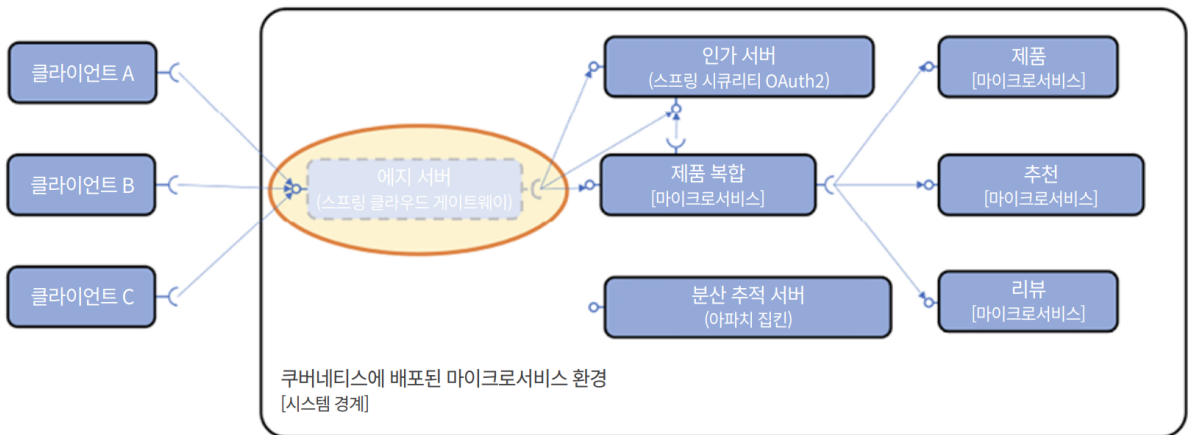 클라이언트 A
클라이언트 B
클라이언트 C
에지 서버
(스프링 클라우드 게이트웨이)
인가 서버
(스프링 시큐리티 OAuth2)
제품 복합
[마이크로서비스]
분산 추적 서버
(아파치 집킨)
제품
[마이크로서비스]
추천
[마이크로서비스]
리뷰
[마이크로서비스]
쿠버네티스에 배포된 마이크로서비스 환경
[시스템 경계]